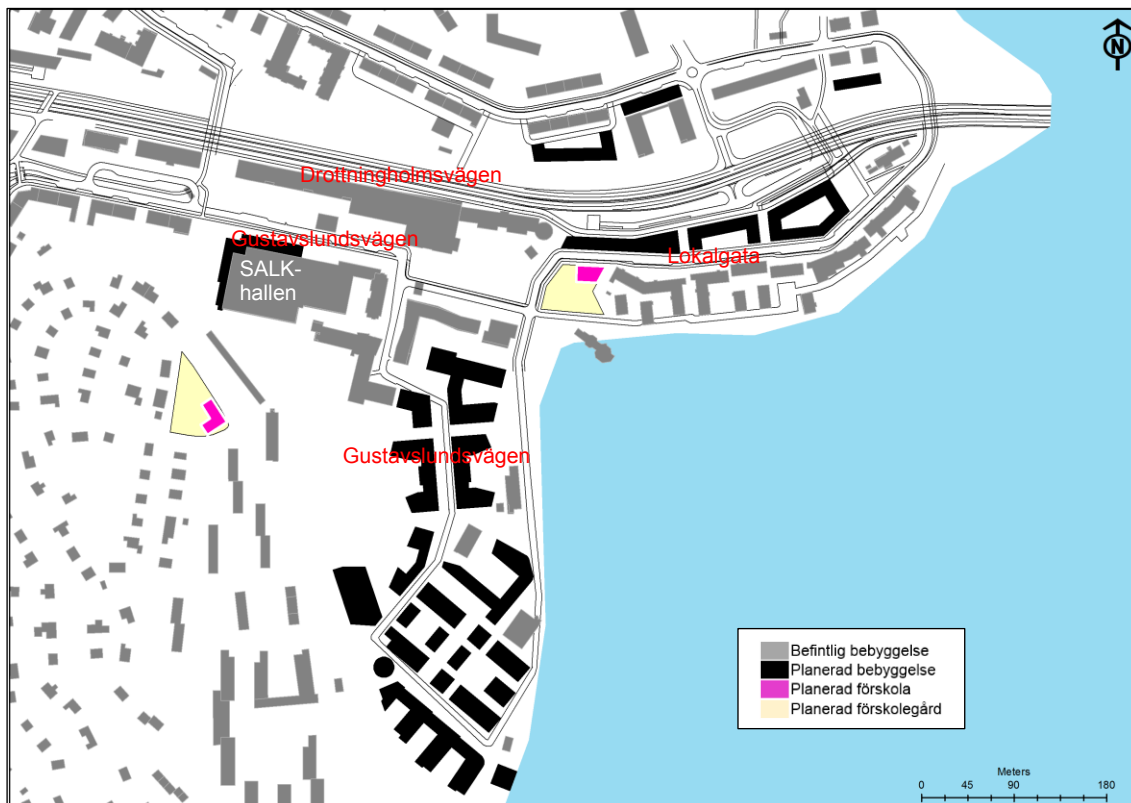 N
Drottningholmsvägen
Gustavslundsvägen
Lokalgata
SALK-
hallen
Gustavslundsvägen
Befintlig bebyggelse
Planerad bebyggelse
Planerad förskola
Planerad förskolegård
Meters
0 45 90 180